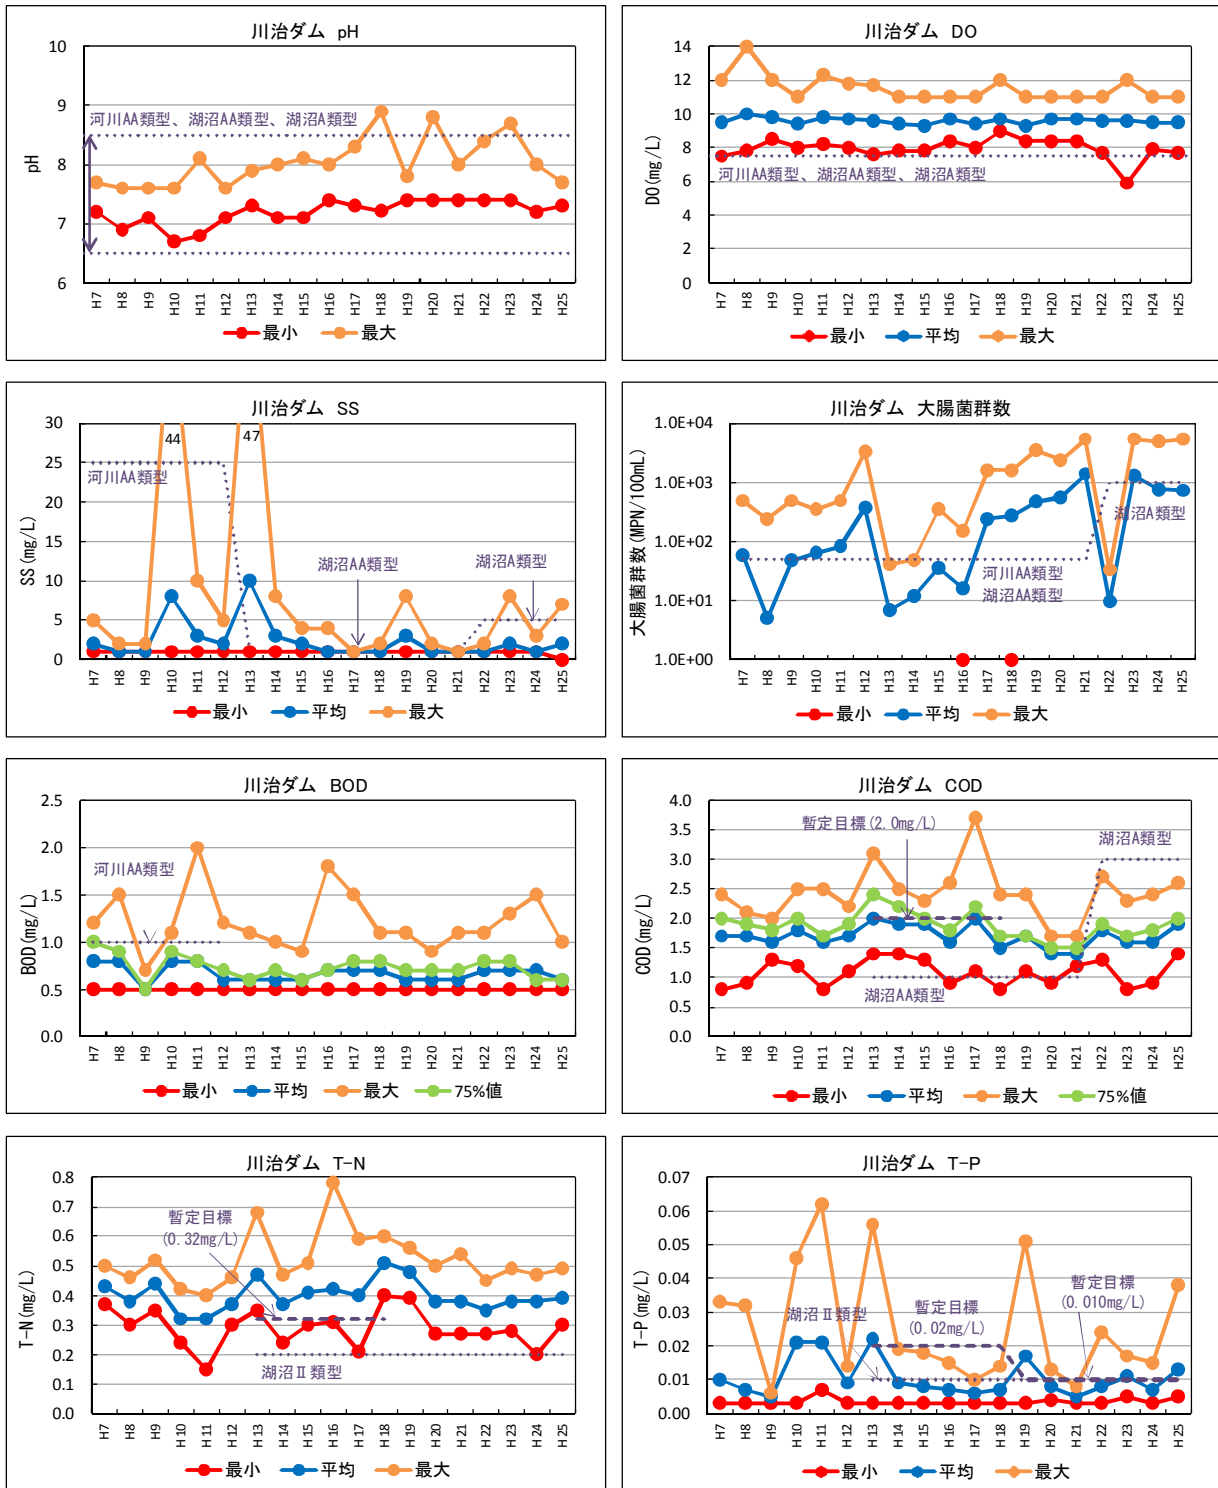 川治ダム pH
10
9
8
7
6
pH
河川AA類型、湖沼AA類型、湖沼A類型
H7 H8 H9 H10 H11 H12 H13 H14 H15 H16 H17 H18 H19 H20 H21 H22 H23 H24 H25
最小 最大
川治ダム DO
14
12
10
8
6
4
2
0
DO(mg/L)
河川AA類型、湖沼AA類型、湖沼A類型
H7 H8 H9 H10 H11 H12 H13 H14 H15 H16 H17 H18 H19 H20 H21 H22 H23 H24 H25
最小 平均 最大
川治ダム SS
30
25
20
15
10
5
0
SS(mg/L)
44 47
河川AA類型
湖沼AA類型
湖沼A類型
H7 H8 H9 H10 H11 H12 H13 H14 H15 H16 H17 H18 H19 H20 H21 H22 H23 H24 H25
最小 平均 最大
川治ダム 大腸菌群数
1.0E+04
1.0E+03
1.0E+02
1.0E+01
1.0E+00
大腸菌群数(MPN/100mL)
湖沼A類型
河川AA類型
湖沼AA類型
H7 H8 H9 H10 H11 H12 H13 H14 H15 H16 H17 H18 H19 H20 H21 H22 H23 H24 H25
最小 平均 最大
川治ダム BOD
2.5
2.0
1.5
1.0
0.5
0.0
BOD(mg/L)
河川AA類型
H7 H8 H9 H10 H11 H12 H13 H14 H15 H16 H17 H18 H19 H20 H21 H22 H23 H24 H25
最小 平均 最大 75%値
川治ダム COD
4.0
3.5
3.0
2.5
2.0
1.5
1.0
0.5
0.0
COD(mg/L)
暫定目標(2.0mg/L)
湖沼A類型
湖沼AA類型
H7 H8 H9 H10 H11 H12 H13 H14 H15 H16 H17 H18 H19 H20 H21 H22 H23 H24 H25
最小 平均 最大 75%値
川治ダム T-N
0.8
0.7
0.6
0.5
0.4
0.3
0.2
0.1
0.0
T-N(mg/L)
暫定目標
(0.32mg/L)
湖沼Ⅱ類型
H7 H8 H9 H10 H11 H12 H13 H14 H15 H16 H17 H18 H19 H20 H21 H22 H23 H24 H25
最小 平均 最大
川治ダム T-P
0.07
0.06
0.05
0.04
0.03
0.02
0.01
0.00
T-P(mg/L)
湖沼Ⅱ類型
暫定目標
(0.02mg/L)
暫定目標
(0.010mg/L)
H7 H8 H9 H10 H11 H12 H13 H14 H15 H16 H17 H18 H19 H20 H21 H22 H23 H24 H25
最小 平均 最大